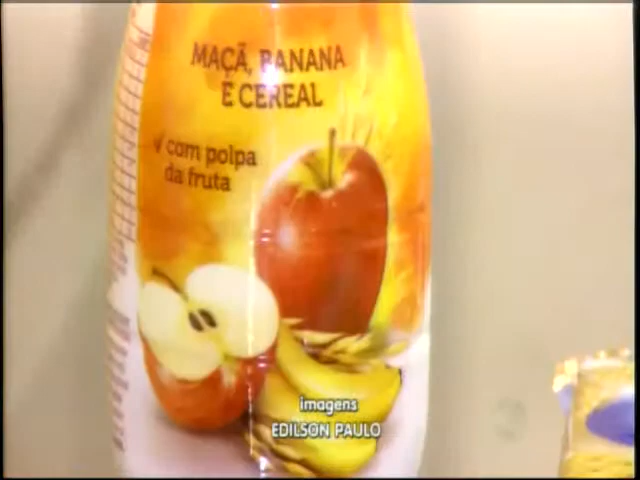 MAÇÃ, BANANA
E CEREAL
√ com polpa
da fruta
imagens
EDILSON PAULO